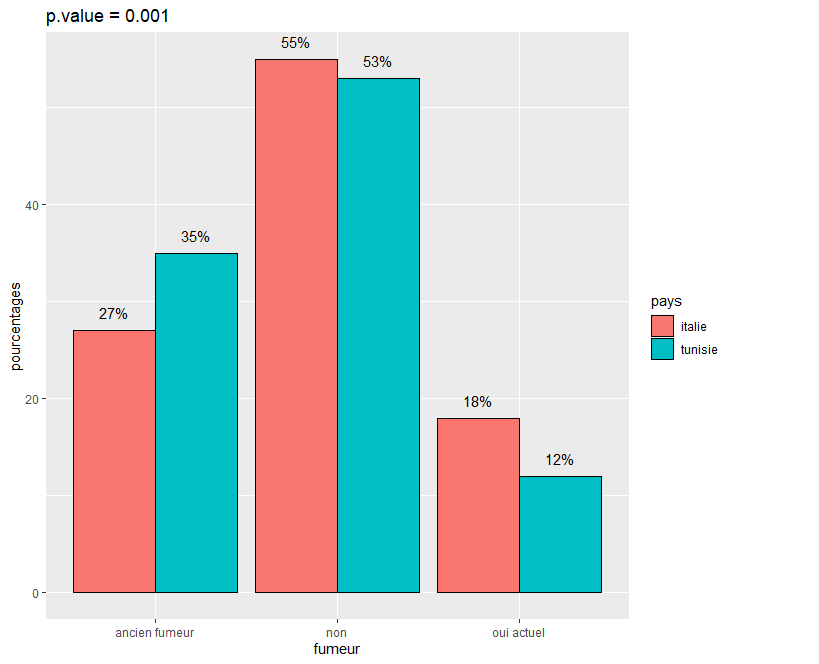 p.value = 0.001
55%
53%
35%
27%
18%
12%
40
20
0
pourcentages
ancien fumeur
non
oui actuel
fumeur
pays
italie
tunisie